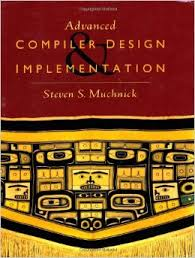 Advanced
COMPILER DESIGN
& IMPLEMENTATION
Steven S. Muchnick